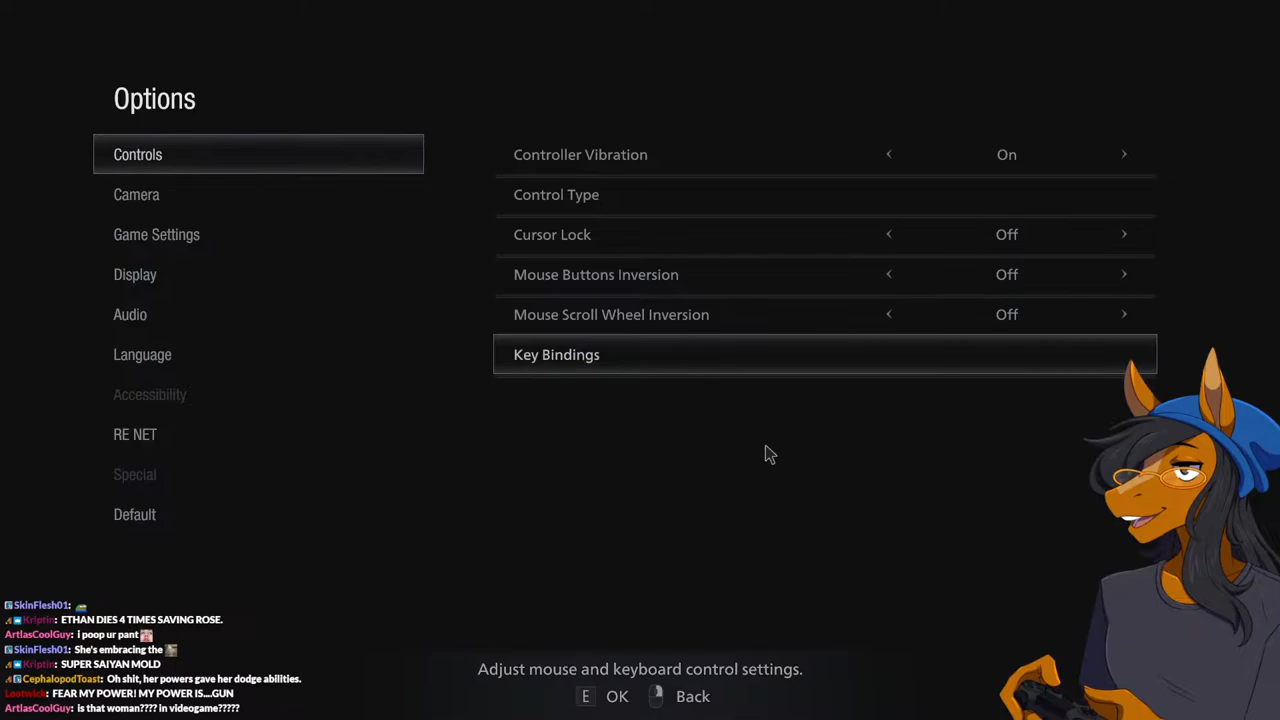 Options
Controls
Camera
Game Settings
Display
Audio
Language
Accessibility
RE NET
Special
Default
Controller Vibration On
Control Type
Cursor Lock Off
Mouse Buttons Inversion Off
Mouse Scroll Wheel Inversion Off
Key Bindings
SkinFlesh01:
Kriptin: ETHAN DIES 4 TIMES SAVING ROSE.
ArtlasCoolGuy: i poop ur pant
SkinFlesh01: She's embracing the
Kriptin: SUPER SAIYAN MOLD
CephalopodToast: Oh shit, her powers gave her dodge abilities.
Lootwick: FEAR MY POWER! MY POWER IS....GUN
ArtlasCoolGuy: is that woman???? in videogame?????
Adjust mouse and keyboard control settings.
E OK Back